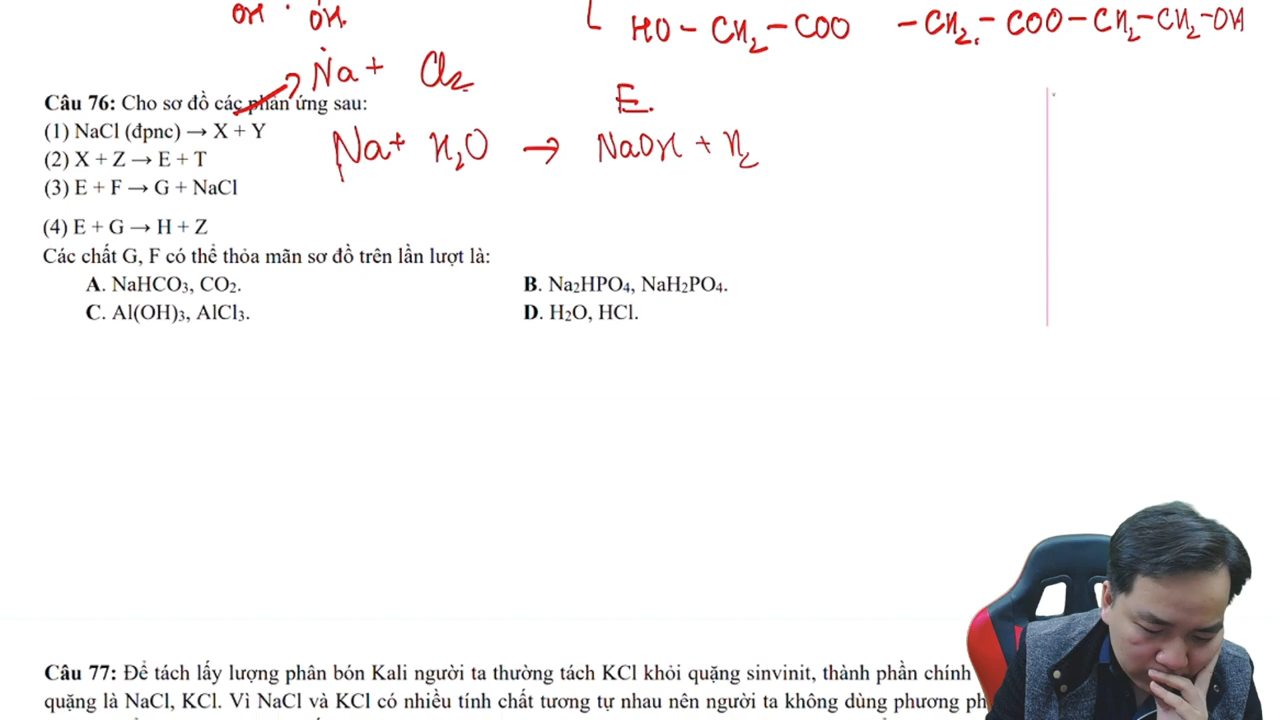 OH OH.
HO - CH₂ - COO - CH₂ - COO - CH₂ - CH₂ - OH
Na + Cl₂
Câu 76: Cho sơ đồ các phản ứng sau:
E.
(1) NaCl (đpnc) → X + Y
Na + H₂O → NaOH + H₂
(2) X + Z → E + T
(3) E + F → G + NaCl
(4) E + G → H + Z
Các chất G, F có thể thỏa mãn sơ đồ trên lần lượt là:
A. NaHCO₃, CO₂. B. Na₂HPO₄, NaH₂PO₄.
C. Al(OH)₃, AlCl₃. D. H₂O, HCl.
Câu 77: Để tách lấy lượng phân bón Kali người ta thường tách KCl khỏi quặng sinvinit, thành phần chính
quặng là NaCl, KCl. Vì NaCl và KCl có nhiều tính chất tương tự nhau nên người ta không dùng phương